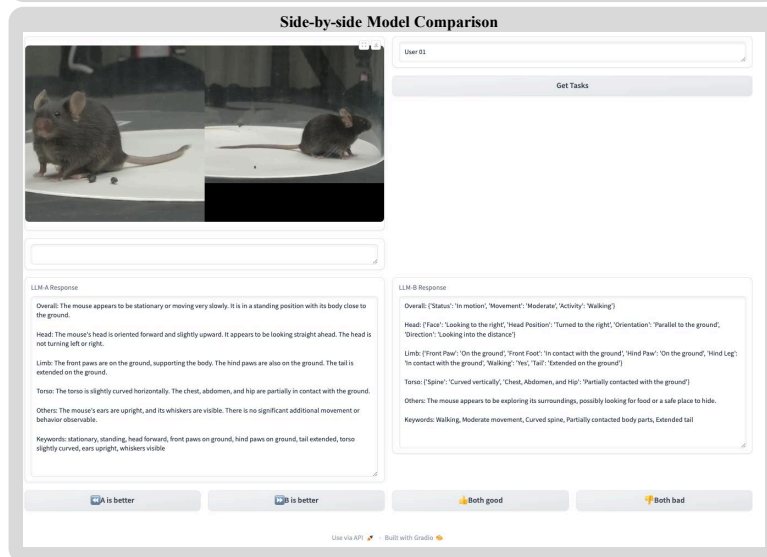 Side-by-side Model Comparison
User 01
Get Tasks
LLM-A Response
Overall: The mouse appears to be stationary or moving very slowly. It is in a standing position with its body close to
the ground.
Head: The mouse's head is oriented forward and slightly upward. It appears to be looking straight ahead. The head is
not turning left or right.
Limb: The front paws are on the ground, supporting the body. The hind paws are also on the ground. The tail is
extended on the ground.
Torso: The torso is slightly curved horizontally. The chest, abdomen, and hip are partially in contact with the ground.
Others: The mouse's ears are upright, and its whiskers are visible. There is no significant additional movement or
behavior observable.
Keywords: stationary, standing, head forward, front paws on ground, hind paws on ground, tail extended, torso
slightly curved, ears upright, whiskers visible
LLM-B Response
Overall: {'Status': 'In motion', 'Movement': 'Moderate', 'Activity': 'Walking'}
Head: {'Face': 'Looking to the right', 'Head Position': 'Turned to the right', 'Orientation': 'Parallel to the ground',
'Direction': 'Looking into the distance'}
Limb: {'Front Paw': 'On the ground', 'Front Foot': 'In contact with the ground', 'Hind Paw': 'On the ground', 'Hind Leg':
'In contact with the ground', 'Walking': 'Yes', 'Tail': 'Extended on the ground'}
Torso: {'Spine': 'Curved vertically', 'Chest, Abdomen, and Hip': 'Partially contacted with the ground'}
Others: The mouse appears to be exploring its surroundings, possibly looking for food or a safe place to hide.
Keywords: Walking, Moderate movement, Curved spine, Partially contacted body parts, Extended tail
A is better
B is better
Both good
Both bad
Use via API · Built with Gradio